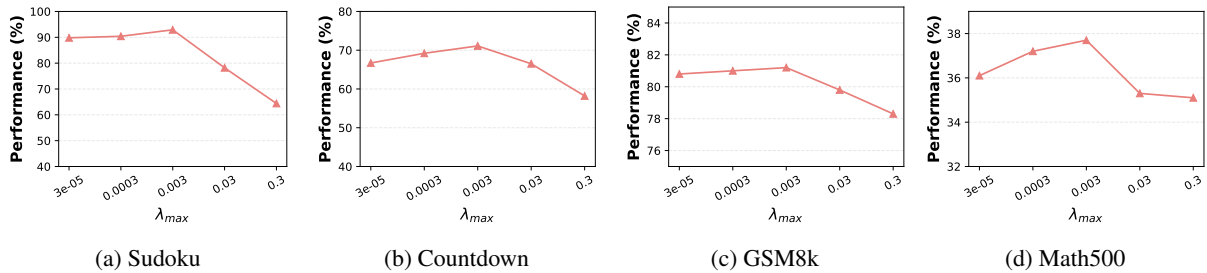 Performance (%)
100
90
80
70
60
50
40
3e-05
0.0003
0.003
0.03
0.3
λmax
(a) Sudoku
Performance (%)
80
70
60
50
40
3e-05
0.0003
0.003
0.03
0.3
λmax
(b) Countdown
Performance (%)
84
82
80
78
76
3e-05
0.0003
0.003
0.03
0.3
λmax
(c) GSM8k
Performance (%)
38
36
34
32
3e-05
0.0003
0.003
0.03
0.3
λmax
(d) Math500